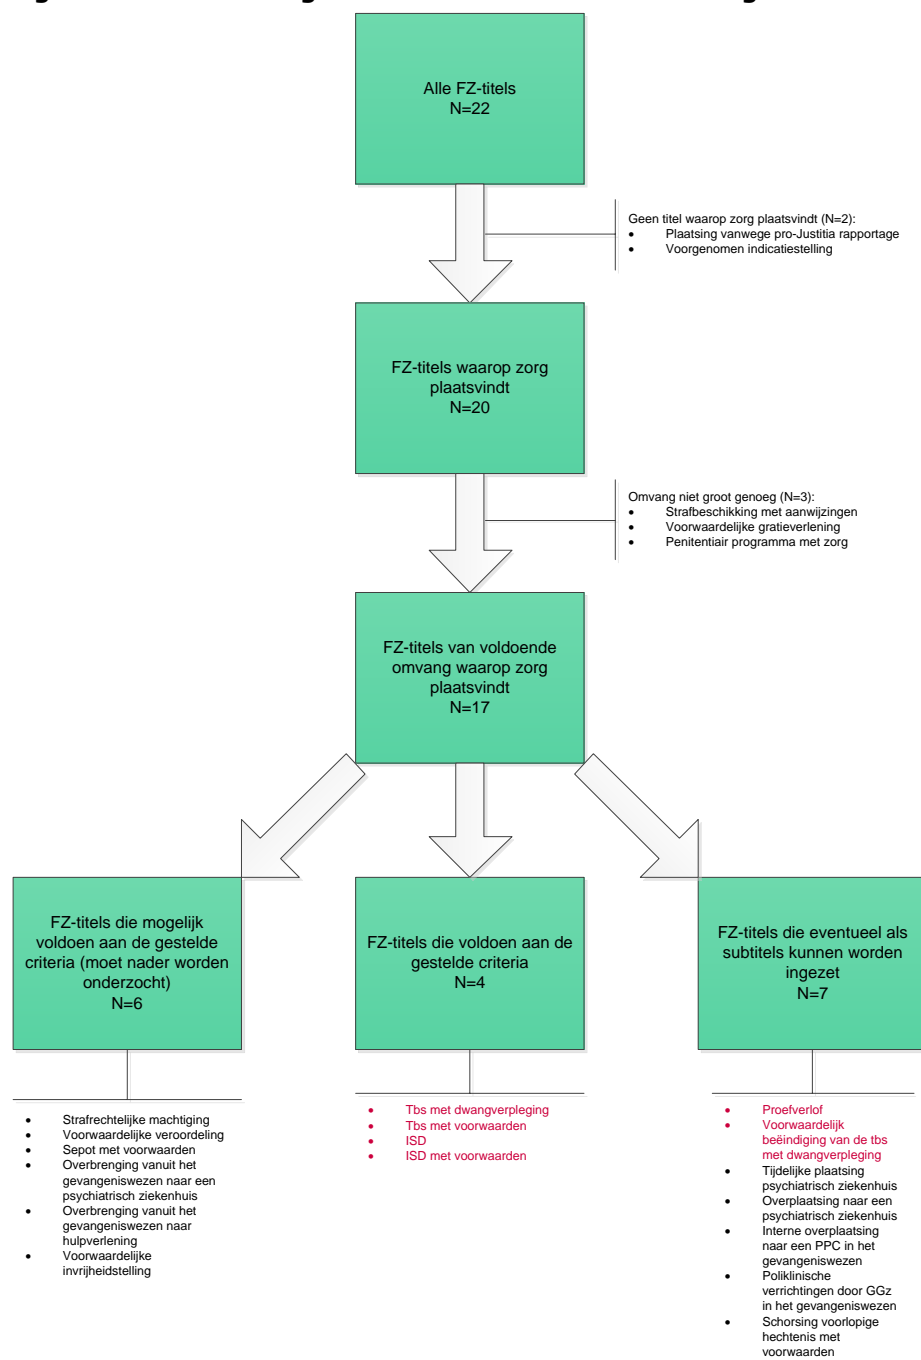 Alle FZ-titels
N=22
Geen titel waarop zorg plaatsvindt (N=2):
• Plaatsing vanwege pro-Justitia rapportage
• Voorgenomen indicatiestelling
FZ-titels waarop zorg
plaatsvindt
N=20
Omvang niet groot genoeg (N=3):
• Strafbeschikking met aanwijzingen
• Voorwaardelijke gratieverlening
• Penitentiair programma met zorg
FZ-titels van voldoende
omvang waarop zorg
plaatsvindt
N=17
FZ-titels die mogelijk
voldoen aan de gestelde
criteria (moet nader worden
onderzocht)
N=6
FZ-titels die voldoen aan de
gestelde criteria
N=4
FZ-titels die eventueel als
subtitels kunnen worden
ingezet
N=7
• Strafrechtelijke machtiging
• Voorwaardelijke veroordeling
• Sepot met voorwaarden
• Overbrenging vanuit het
gevangeniswezen naar een
psychiatrisch ziekenhuis
• Overbrenging vanuit het
gevangeniswezen naar
hulpverlening
• Voorwaardelijke
invrijheidstelling
• Tbs met dwangverpleging
• Tbs met voorwaarden
• ISD
• ISD met voorwaarden
• Proefverlof
• Voorwaardelijk
beëindiging van de tbs
met dwangverpleging
• Tijdelijke plaatsing
psychiatrisch ziekenhuis
• Overplaatsing naar een
psychiatrisch ziekenhuis
• Interne overplaatsing
naar een PPC in het
gevangeniswezen
• Poliklinische
verrichtingen door GGz
in het gevangeniswezen
• Schorsing voorlopige
hechtenis met
voorwaarden